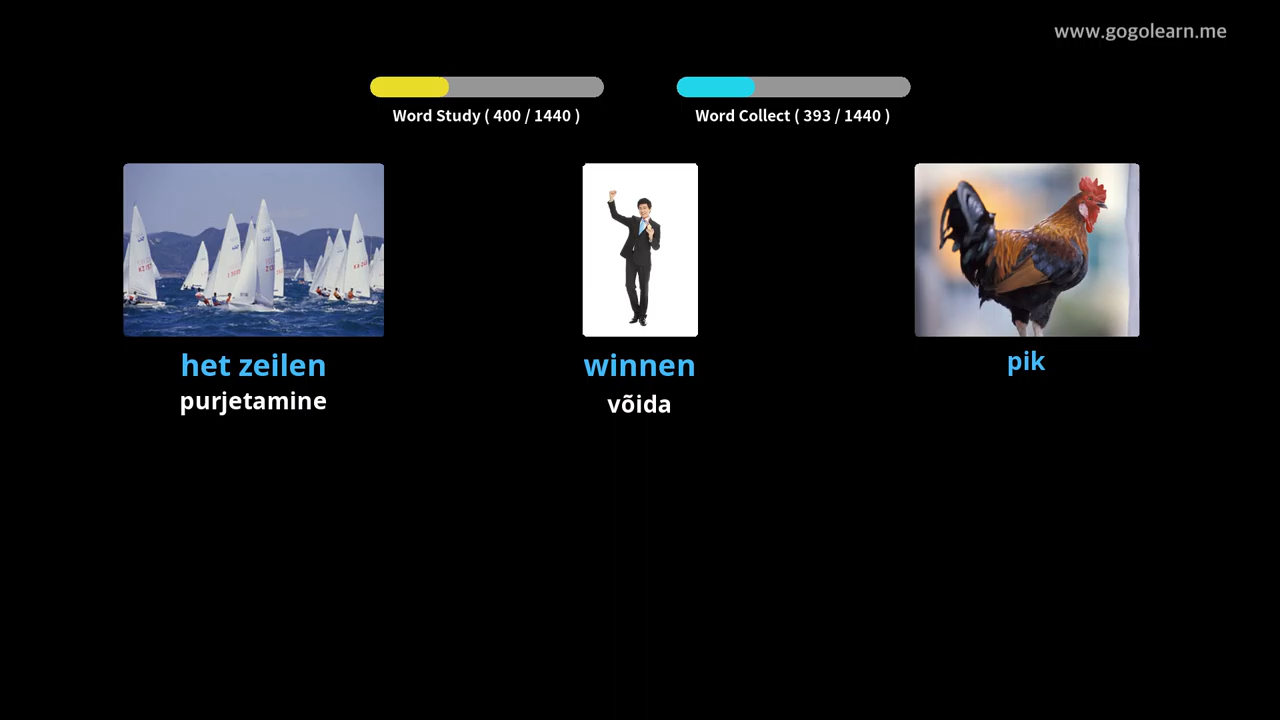 www.gogolearn.me
Word Study ( 400 / 1440 )
Word Collect ( 393 / 1440 )
het zeilen
purjetamine
winnen
võida
pik